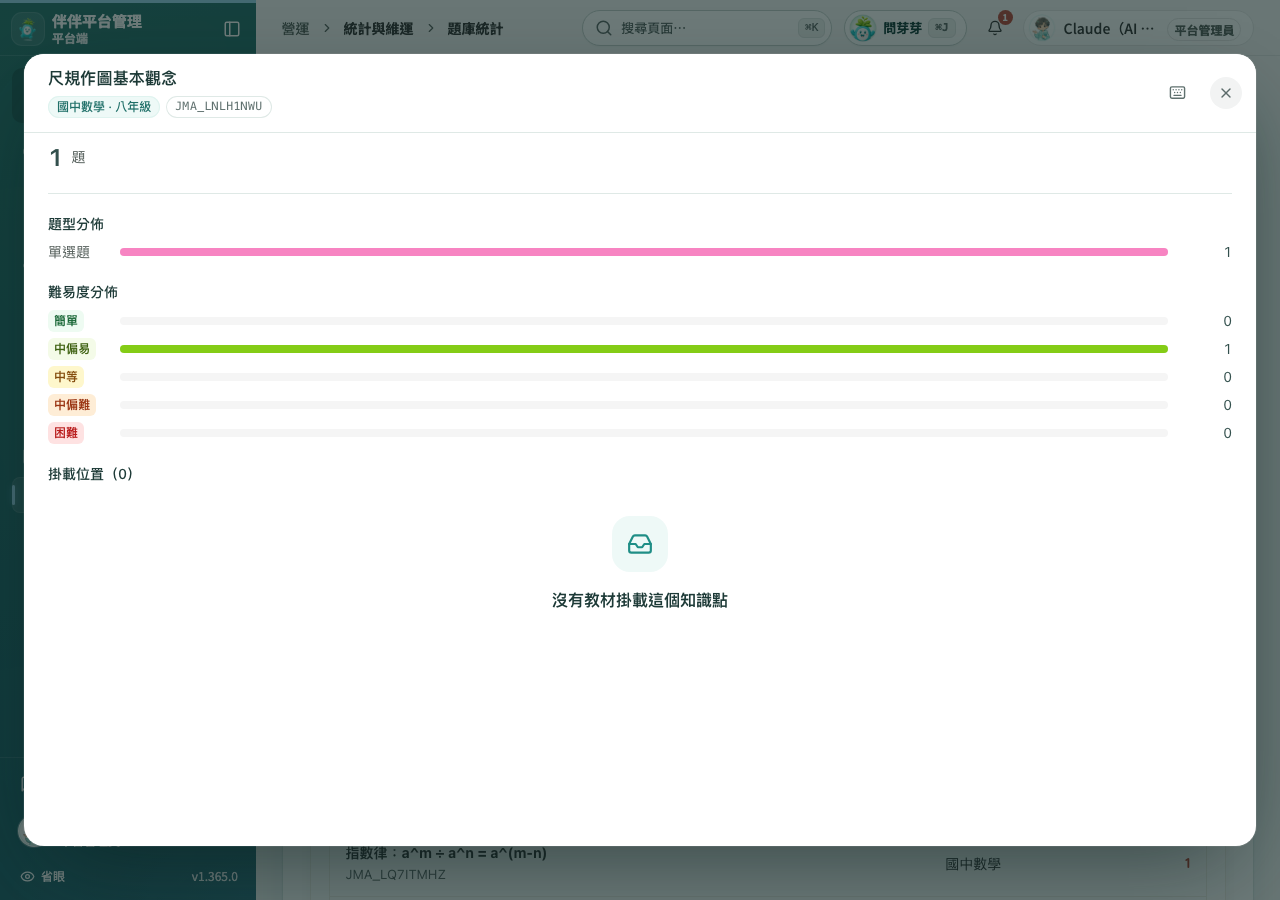 伴伴平台管理
平台端
營運 > 統計與維運 > 題庫統計
搜尋頁面… ⌘K
問芽芽 ⌘J
1
Claude（AI … 平台管理員
尺規作圖基本觀念
國中數學 · 八年級 JMA_LNLH1NWU
1 題
題型分佈
單選題 1
難易度分佈
簡單 0
中偏易 1
中等 0
中偏難 0
困難 0
掛載位置（0）
沒有教材掛載這個知識點
指數律：a^m ÷ a^n = a^(m-n)
JMA_LQ7ITMHZ
國中數學 1
省眼 v1.365.0